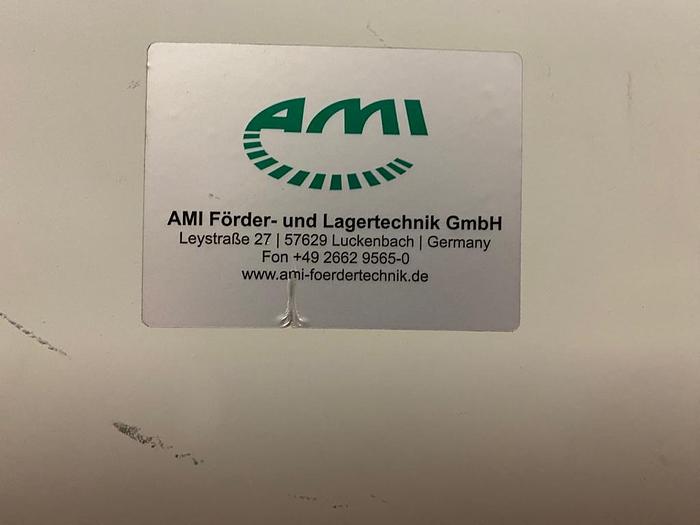 AMI
AMI Förder- und Lagertechnik GmbH
Leystraße 27 | 57629 Luckenbach | Germany
Fon +49 2662 9565-0
www.ami-foerdertechnik.de